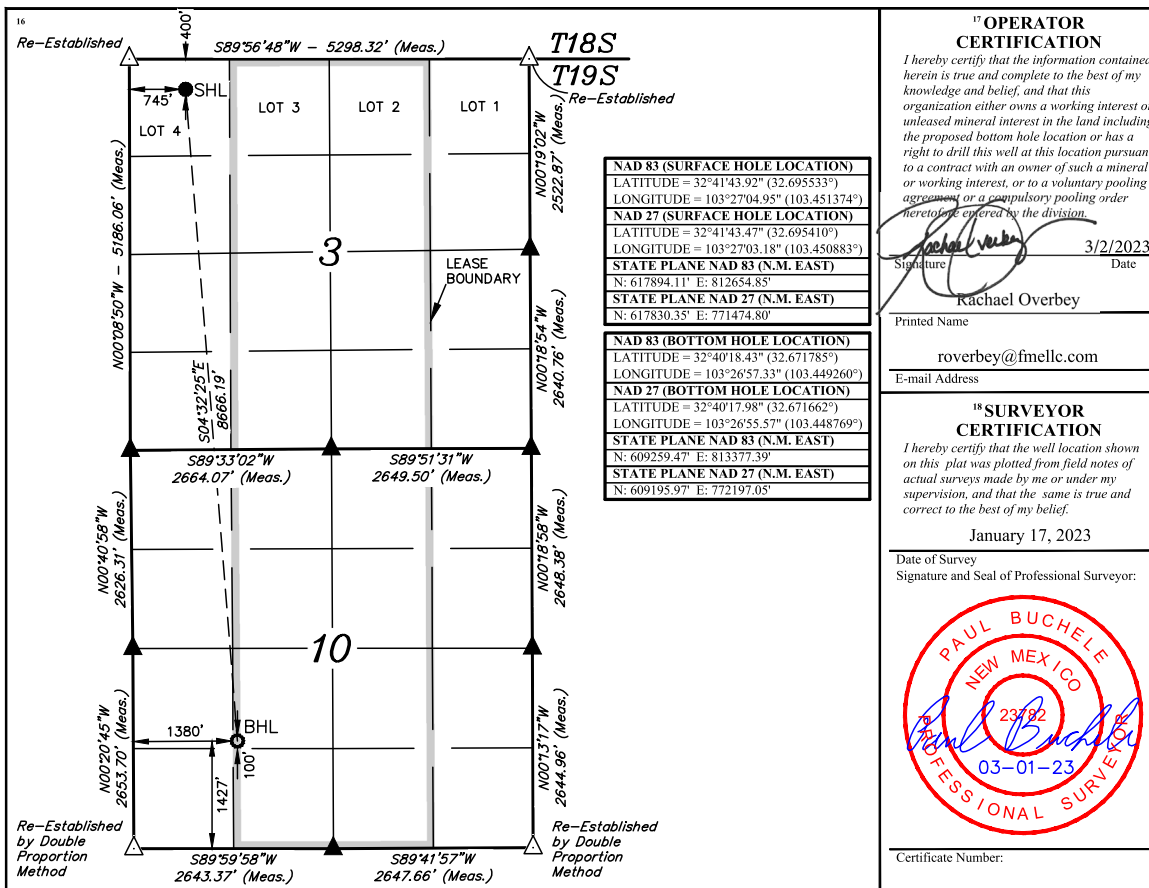 16
Re-Established
400'
S89°56'48"W - 5298.32' (Meas.)
T18S
T19S
Re-Established
745'
SHL
LOT 4
LOT 3
LOT 2
LOT 1
N00°08'50"W - 5186.06' (Meas.)
N00°19'02"W
2522.87' (Meas.)
3
LEASE
BOUNDARY
N00°18'54"W
2640.76' (Meas.)
S04°32'25"E
8666.19'
S89°33'02"W
2664.07' (Meas.)
S89°51'31"W
2649.50' (Meas.)
N00°40'58"W
2626.31' (Meas.)
N00°18'58"W
2648.38' (Meas.)
10
1380'
BHL
100'
1427'
N00°20'45"W
2653.70' (Meas.)
N00°13'17"W
2644.96' (Meas.)
Re-Established
by Double
Proportion
Method
S89°59'58"W
2643.37' (Meas.)
S89°41'57"W
2647.66' (Meas.)
Re-Established
by Double
Proportion
Method
NAD 83 (SURFACE HOLE LOCATION)
LATITUDE = 32°41'43.92" (32.695533°)
LONGITUDE = 103°27'04.95" (103.451374°)
NAD 27 (SURFACE HOLE LOCATION)
LATITUDE = 32°41'43.47" (32.695410°)
LONGITUDE = 103°27'03.18" (103.450883°)
STATE PLANE NAD 83 (N.M. EAST)
N: 617894.11' E: 812654.85'
STATE PLANE NAD 27 (N.M. EAST)
N: 617830.35' E: 771474.80'
NAD 83 (BOTTOM HOLE LOCATION)
LATITUDE = 32°40'18.43" (32.671785°)
LONGITUDE = 103°26'57.33" (103.449260°)
NAD 27 (BOTTOM HOLE LOCATION)
LATITUDE = 32°40'17.98" (32.671662°)
LONGITUDE = 103°26'55.57" (103.448769°)
STATE PLANE NAD 83 (N.M. EAST)
N: 609259.47' E: 813377.39'
STATE PLANE NAD 27 (N.M. EAST)
N: 609195.97' E: 772197.05'
17 OPERATOR
CERTIFICATION
I hereby certify that the information contained
herein is true and complete to the best of my
knowledge and belief, and that this
organization either owns a working interest or
unleased mineral interest in the land including
the proposed bottom hole location or has a
right to drill this well at this location pursuant
to a contract with an owner of such a mineral
or working interest, or to a voluntary pooling
agreement or a compulsory pooling order
heretofore entered by the division.
Rachael Overbey
3/2/2023
Signature Date
Rachael Overbey
Printed Name
roverbey@fmellc.com
E-mail Address
18 SURVEYOR
CERTIFICATION
I hereby certify that the well location shown
on this plat was plotted from field notes of
actual surveys made by me or under my
supervision, and that the same is true and
correct to the best of my belief.
January 17, 2023
Date of Survey
Signature and Seal of Professional Surveyor:
PAUL BUCHELE
NEW MEXICO
23782
Paul Buchele
03-01-23
PROFESSIONAL SURVEYOR
Certificate Number: